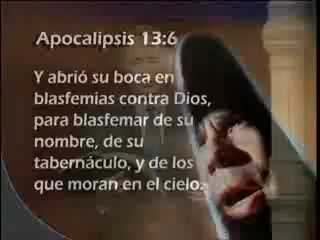 Apocalipsis 13:6
Y abrió su boca en
blasfemias contra Dios,
para blasfemar de su
nombre, de su
tabernáculo, y de los
que moran en el cielo.